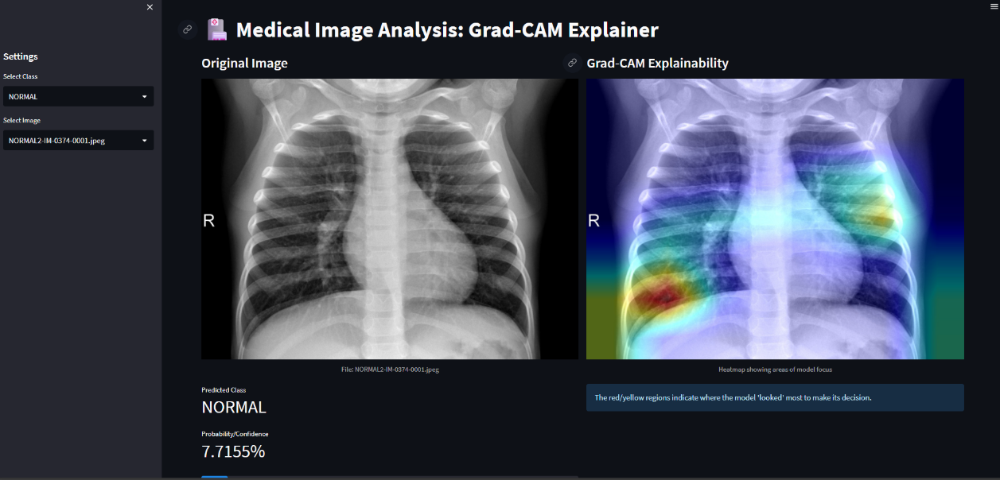 Medical Image Analysis: Grad-CAM Explainer
Settings
Select Class
NORMAL
Select Image
NORMAL2-IM-0374-0001.jpeg
Original Image
R
File: NORMAL2-IM-0374-0001.jpeg
Predicted Class
NORMAL
Probability/Confidence
7.7155%
Grad-CAM Explainability
R
Heatmap showing areas of model focus
The red/yellow regions indicate where the model 'looked' most to make its decision.